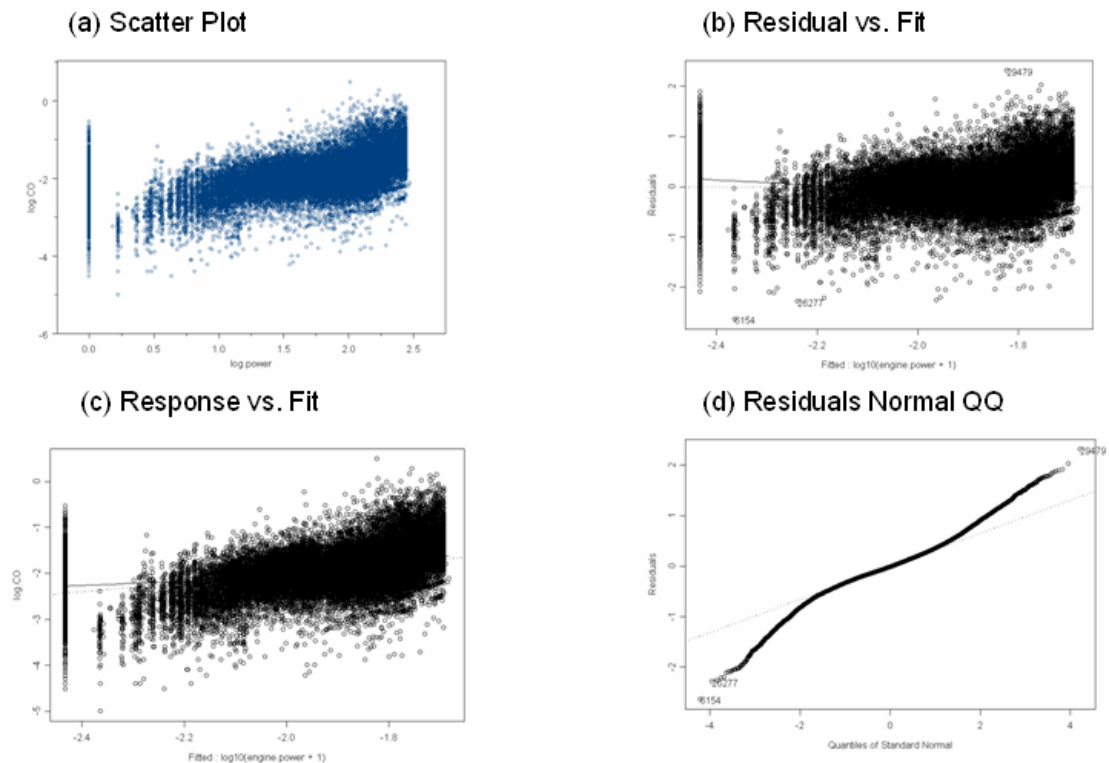 (a) Scatter Plot
log.CO
0
-2
-4
-6
0.0 0.5 1.0 1.5 2.0 2.5
log.power
(b) Residual vs. Fit
Residuals
2
1
0
-1
-2
29479
26277
6154
-2.4 -2.2 -2.0 -1.8
Fitted : log10(engine.power + 1)
(c) Response vs. Fit
log.CO
0
-1
-2
-3
-4
-5
-2.4 -2.2 -2.0 -1.8
Fitted : log10(engine.power + 1)
(d) Residuals Normal QQ
Residuals
2
1
0
-1
-2
29479
26277
6154
-4 -2 0 2 4
Quantiles of Standard Normal